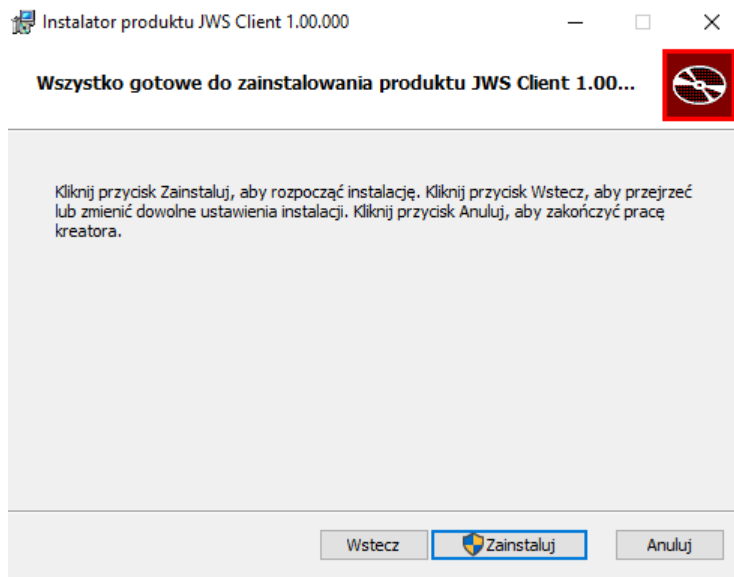 Instalator produktu JWS Client 1.00.000
Wszystko gotowe do zainstalowania produktu JWS Client 1.00...
Kliknij przycisk Zainstaluj, aby rozpocząć instalację. Kliknij przycisk Wstecz, aby przejrzeć
lub zmienić dowolne ustawienia instalacji. Kliknij przycisk Anuluj, aby zakończyć pracę
kreatora.
Wstecz Zainstaluj Anuluj